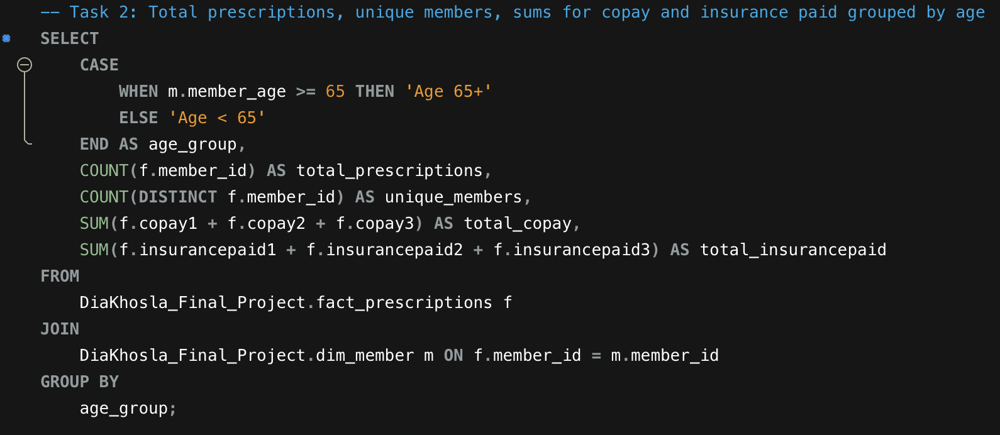 -- Task 2: Total prescriptions, unique members, sums for copay and insurance paid grouped by age
SELECT
CASE
WHEN m.member_age >= 65 THEN 'Age 65+'
ELSE 'Age < 65'
END AS age_group,
COUNT(f.member_id) AS total_prescriptions,
COUNT(DISTINCT f.member_id) AS unique_members,
SUM(f.copay1 + f.copay2 + f.copay3) AS total_copay,
SUM(f.insurancepaid1 + f.insurancepaid2 + f.insurancepaid3) AS total_insurancepaid
FROM
DiaKhosla_Final_Project.fact_prescriptions f
JOIN
DiaKhosla_Final_Project.dim_member m ON f.member_id = m.member_id
GROUP BY
age_group;